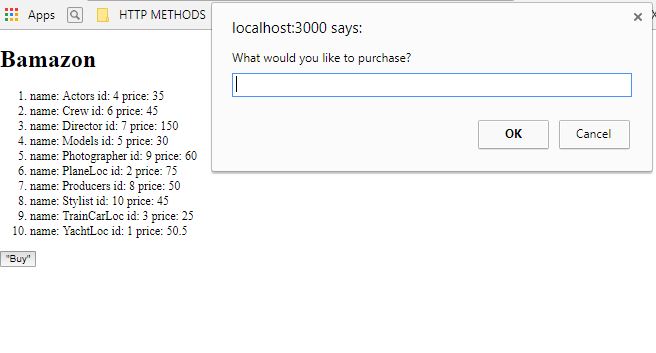 Apps
HTTP METHODS
localhost:3000 says:
What would you like to purchase?
OK
Cancel
Bamazon
1. name: Actors id: 4 price: 35
2. name: Crew id: 6 price: 45
3. name: Director id: 7 price: 150
4. name: Models id: 5 price: 30
5. name: Photographer id: 9 price: 60
6. name: PlaneLoc id: 2 price: 75
7. name: Producers id: 8 price: 50
8. name: Stylist id: 10 price: 45
9. name: TrainCarLoc id: 3 price: 25
10. name: YachtLoc id: 1 price: 50.5
"Buy"